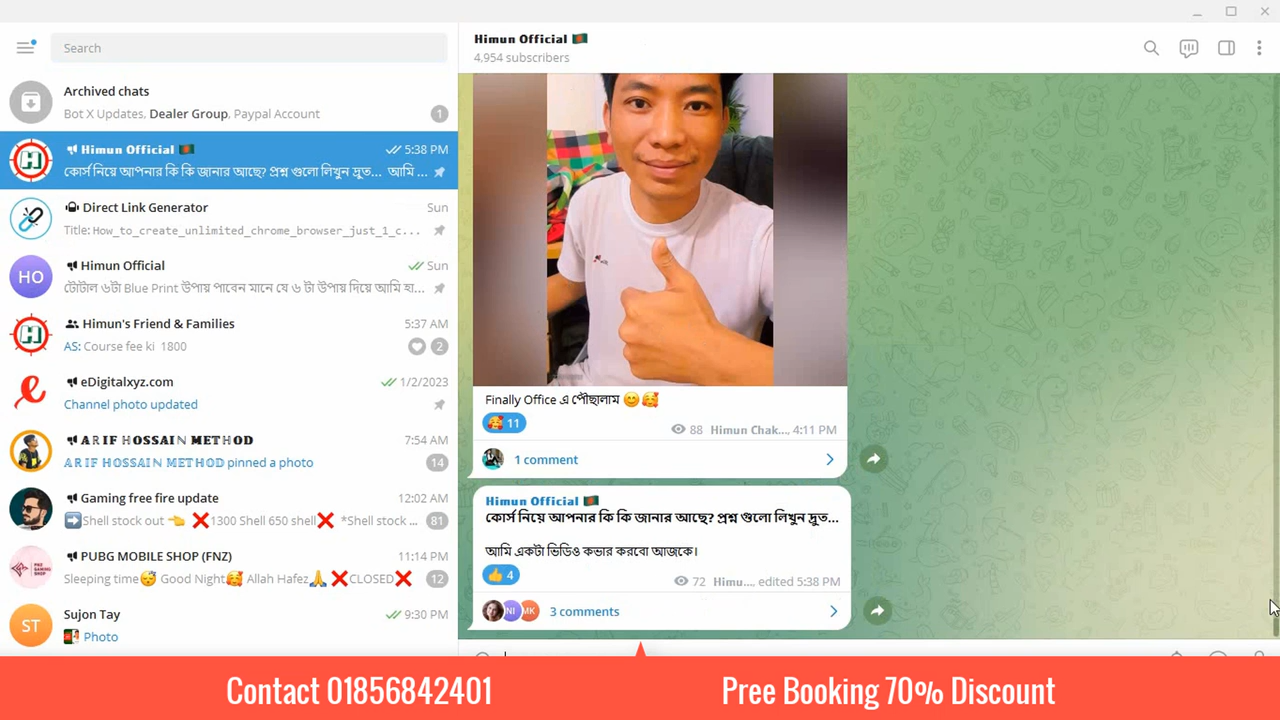 Search
Archived chats
Bot X Updates, Dealer Group, Paypal Account
1
Himun Official
5:38 PM
কোর্স নিয়ে আপনার কি কি জানার আছে? প্রশ্ন গুলো লিখুন দ্রুত... আমি ...
Direct Link Generator
Sun
Title: How_to_create_unlimited_chrome_browser_just_1_c...
HO
Himun Official
Sun
টোটাল ৬টা Blue Print উপায় পাবেন মানে যে ৬ টা উপায় দিয়ে আমি হা...
Himun's Friend & Families
5:37 AM
AS: Course fee ki 1800
2
eDigitalxyz.com
1/2/2023
Channel photo updated
ARIF HOSSAIN METHOD
7:54 AM
ARIF HOSSAIN METHOD pinned a photo
14
Gaming free fire update
12:02 AM
➡️Shell stock out 👈 ❌1300 Shell 650 shell❌ *Shell stock ...
81
PUBG MOBILE SHOP (FNZ)
11:14 PM
Sleeping time😴 Good Night🥰 Allah Hafez🙏 ❌CLOSED❌
12
ST
Sujon Tay
9:30 PM
Photo
Himun Official 🇧🇩
4,954 subscribers
Finally Office এ পৌছালাম 😊🥰
🥰 11
88 Himun Chak..., 4:11 PM
1 comment
Himun Official 🇧🇩
কোর্স নিয়ে আপনার কি কি জানার আছে? প্রশ্ন গুলো লিখুন দ্রুত...
আমি একটা ভিডিও কভার করবো আজকে।
👍 4
72 Himu..., edited 5:38 PM
NI
MK
3 comments
Contact 01856842401
Pree Booking 70% Discount